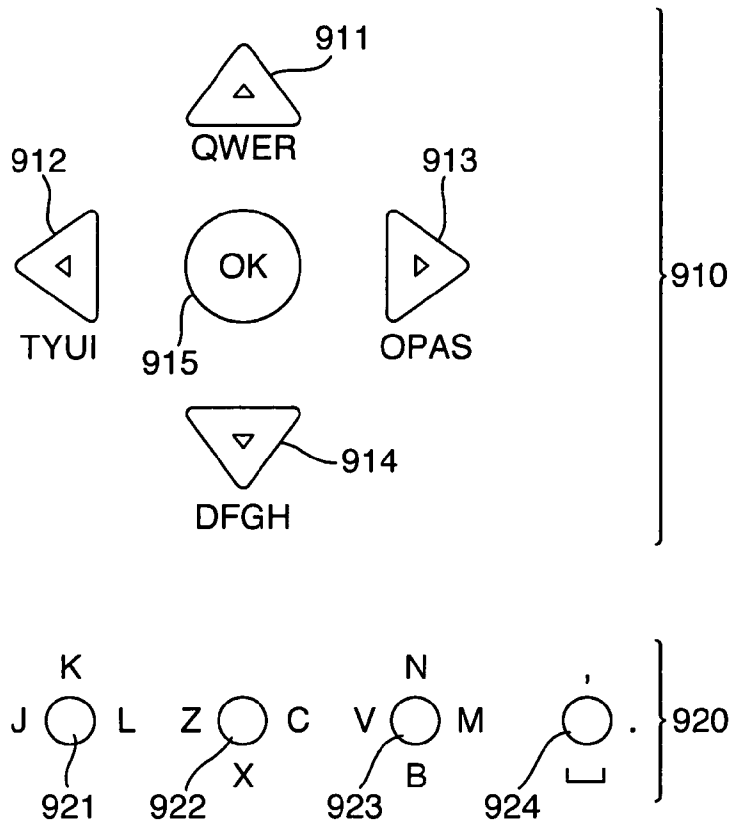 911
QWER
912
913
OK
910
TYUI
915
OPAS
914
DFGH
K N ,
J L Z C V M . 920
X B ⎵
921 922 923 924